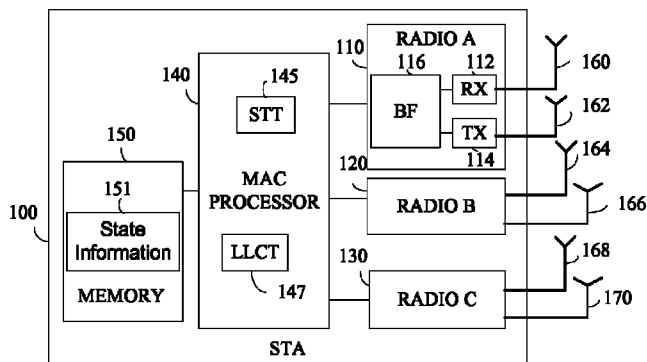 RADIO A
110
116
112
160
140
145
RX
STT
BF
162
TX
150
114
164
120
151
MAC
PROCESSOR
100
State
Information
RADIO B
166
LLCT
130
168
MEMORY
147
RADIO C
170
STA